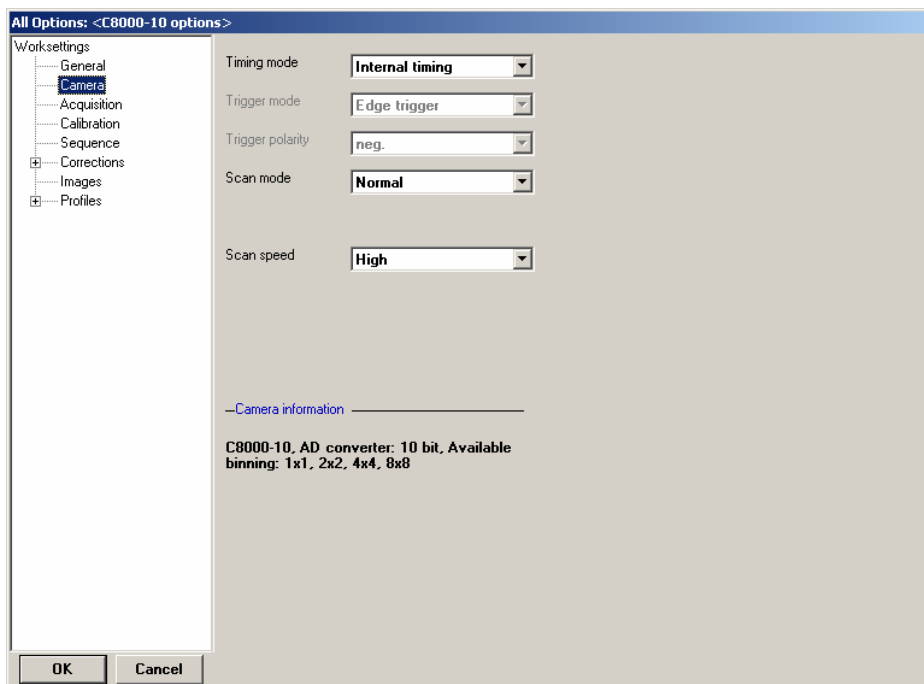 All Options: <C8000-10 options>
Worksettings
General
Camera
Acquisition
Calibration
Sequence
Corrections
Images
Profiles
Timing mode
Internal timing
Trigger mode
Edge trigger
Trigger polarity
neg.
Scan mode
Normal
Scan speed
High
Camera information
C8000-10, AD converter: 10 bit, Available
binning: 1x1, 2x2, 4x4, 8x8
OK
Cancel